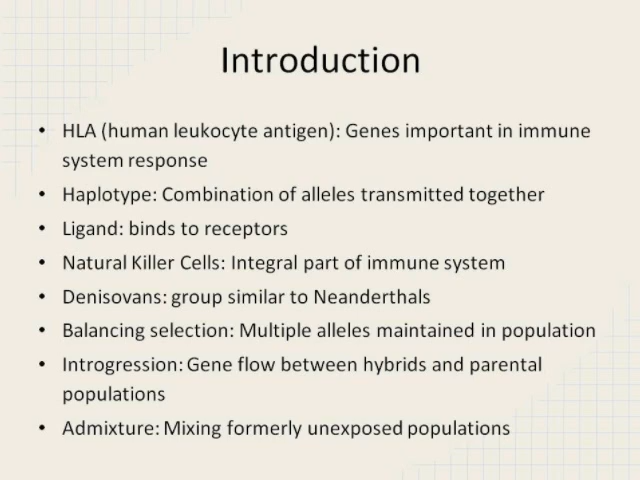 Introduction
• HLA (human leukocyte antigen): Genes important in immune
system response
• Haplotype: Combination of alleles transmitted together
• Ligand: binds to receptors
• Natural Killer Cells: Integral part of immune system
• Denisovans: group similar to Neanderthals
• Balancing selection: Multiple alleles maintained in population
• Introgression: Gene flow between hybrids and parental
populations
• Admixture: Mixing formerly unexposed populations